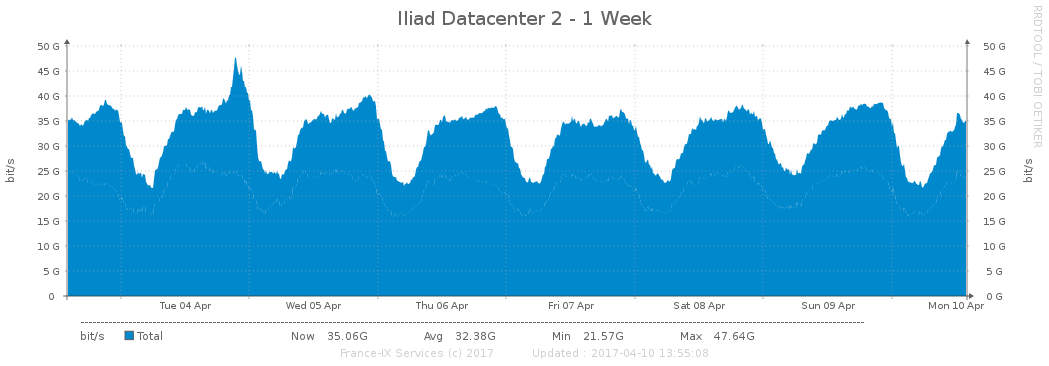 Iliad Datacenter 2 - 1 Week
RRDTOOL / TOBI OETIKER
50 G 50 G
45 G 45 G
40 G 40 G
35 G 35 G
30 G 30 G
25 G 25 G
20 G 20 G
15 G 15 G
10 G 10 G
5 G 5 G
0 0 G
bit/s bit/s
Tue 04 Apr Wed 05 Apr Thu 06 Apr Fri 07 Apr Sat 08 Apr Sun 09 Apr Mon 10 Apr
bit/s Total Now 35.06G Avg 32.38G Min 21.57G Max 47.64G
France-IX Services (c) 2017 Updated : 2017-04-10 13:55:08